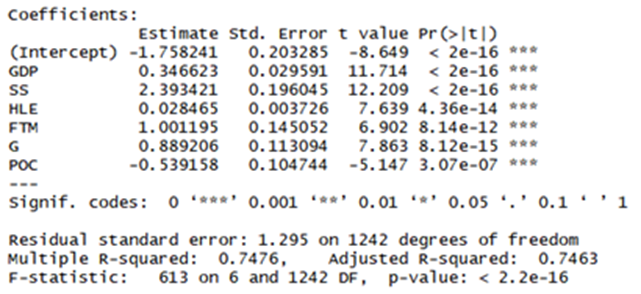 Coefficients:
Estimate Std. Error t value Pr(>|t|)
(Intercept) -1.758241 0.203285 -8.649 < 2e-16 ***
GDP 0.346623 0.029591 11.714 < 2e-16 ***
SS 2.393421 0.196045 12.209 < 2e-16 ***
HLE 0.028465 0.003726 7.639 4.36e-14 ***
FTM 1.001195 0.145052 6.902 8.14e-12 ***
G 0.889206 0.113094 7.863 8.12e-15 ***
POC -0.539158 0.104744 -5.147 3.07e-07 ***
---
Signif. codes: 0 ‘***’ 0.001 ‘**’ 0.01 ‘*’ 0.05 ‘.’ 0.1 ‘ ’ 1
Residual standard error: 1.295 on 1242 degrees of freedom
Multiple R-squared: 0.7476, Adjusted R-squared: 0.7463
F-statistic: 613 on 6 and 1242 DF, p-value: < 2.2e-16